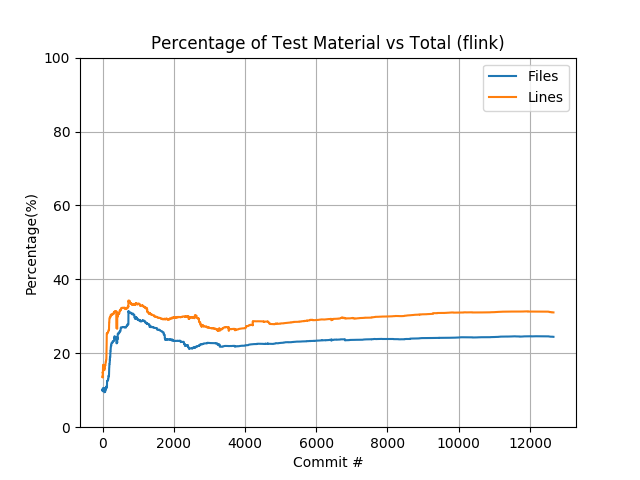 Percentage of Test Material vs Total (flink)
Files
Lines
100
80
60
40
20
0
Percentage(%)
0 2000 4000 6000 8000 10000 12000
Commit #